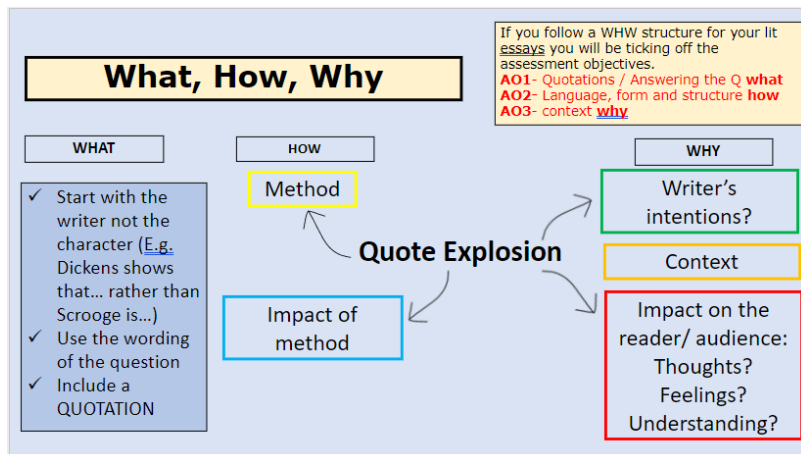 What, How, Why
If you follow a WHW structure for your lit
essays you will be ticking off the
assessment objectives.
AO1- Quotations / Answering the Q what
AO2- Language, form and structure how
AO3- context why
WHAT
✓ Start with the
writer not the
character (E.g.
Dickens shows
that... rather than
Scrooge is...)
✓ Use the wording
of the question
✓ Include a
QUOTATION
HOW
Method
Quote Explosion
Impact of
method
WHY
Writer's
intentions?
Context
Impact on the
reader/ audience:
Thoughts?
Feelings?
Understanding?